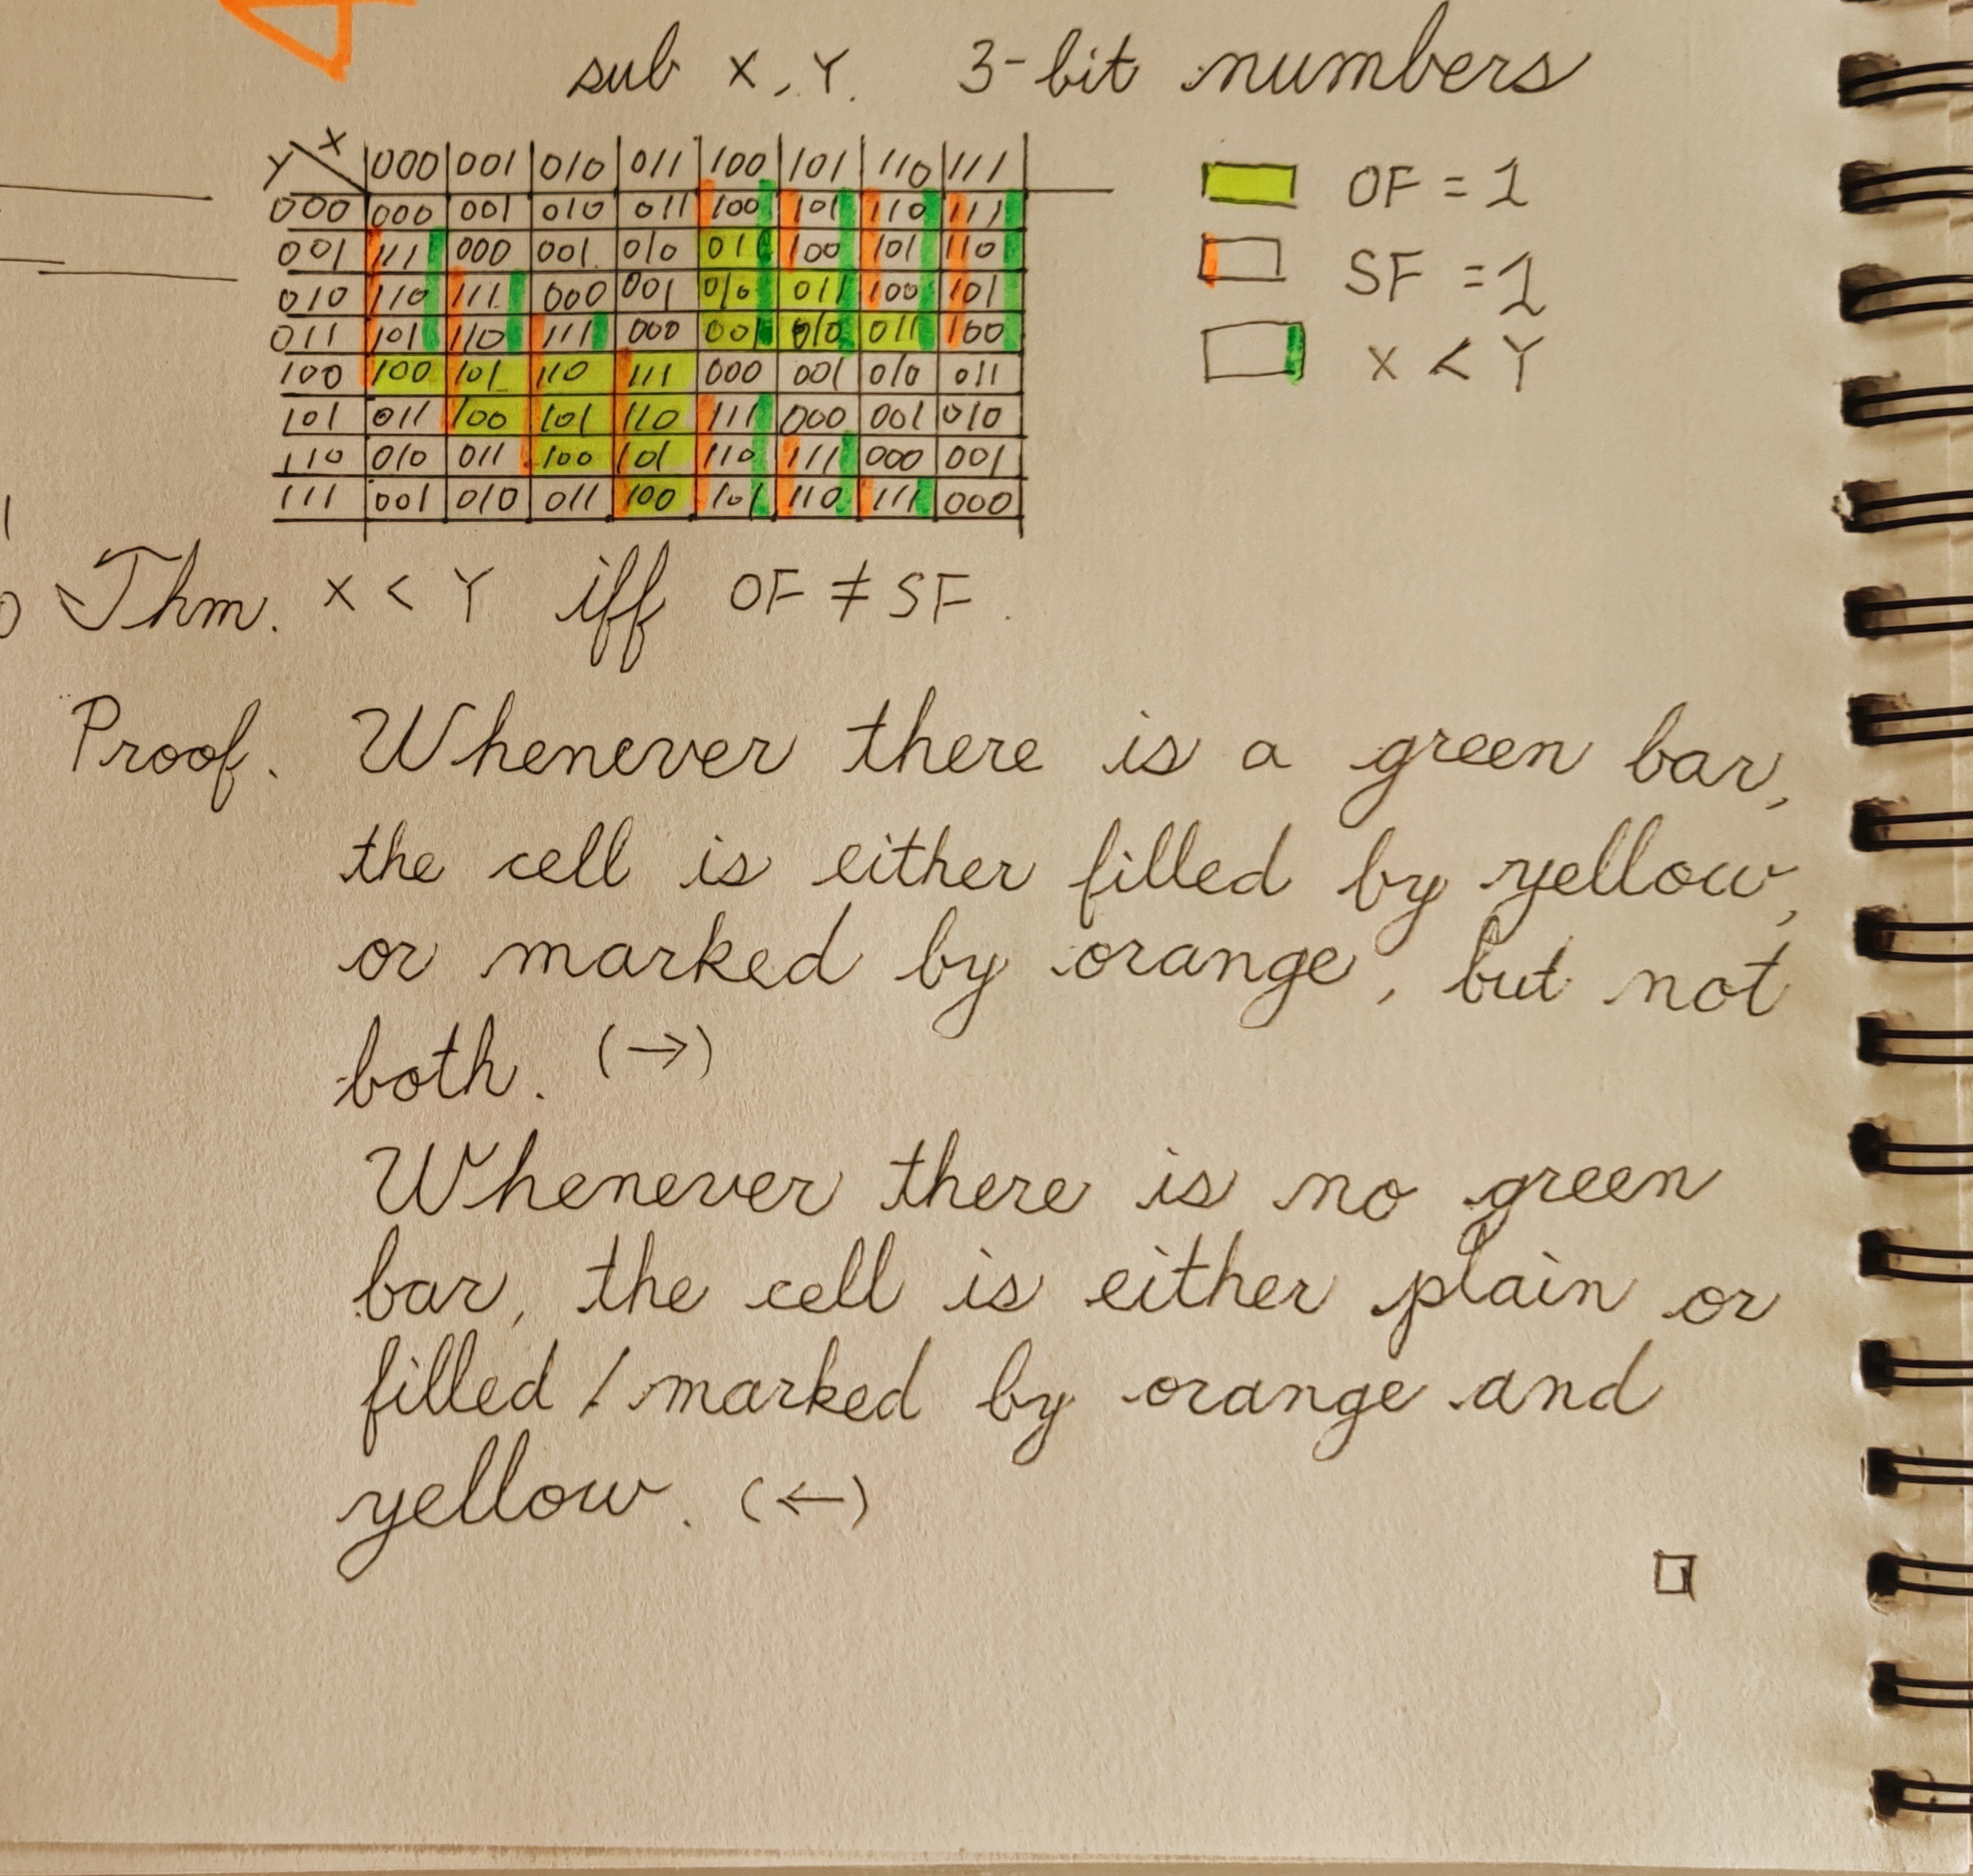 sub X, Y. 3-bit numbers
Y X 000 001 010 011 100 101 110 111
000 000 001 010 011 100 101 110 111
001 111 000 001 010 011 100 101 110
010 110 111 000 001 010 011 100 101
011 101 110 111 000 001 010 011 100
100 100 101 110 111 000 001 010 011
101 011 100 101 110 111 000 001 010
110 010 011 100 101 110 111 000 001
111 001 010 011 100 101 110 111 000
OF = 1
SF = 1
X < Y
Thm. X < Y iff OF ≠ SF.
Proof. Whenever there is a green bar,
the cell is either filled by yellow,
or marked by orange, but not
both. (→)
Whenever there is no green
bar, the cell is either plain or
filled / marked by orange and
yellow. (←)